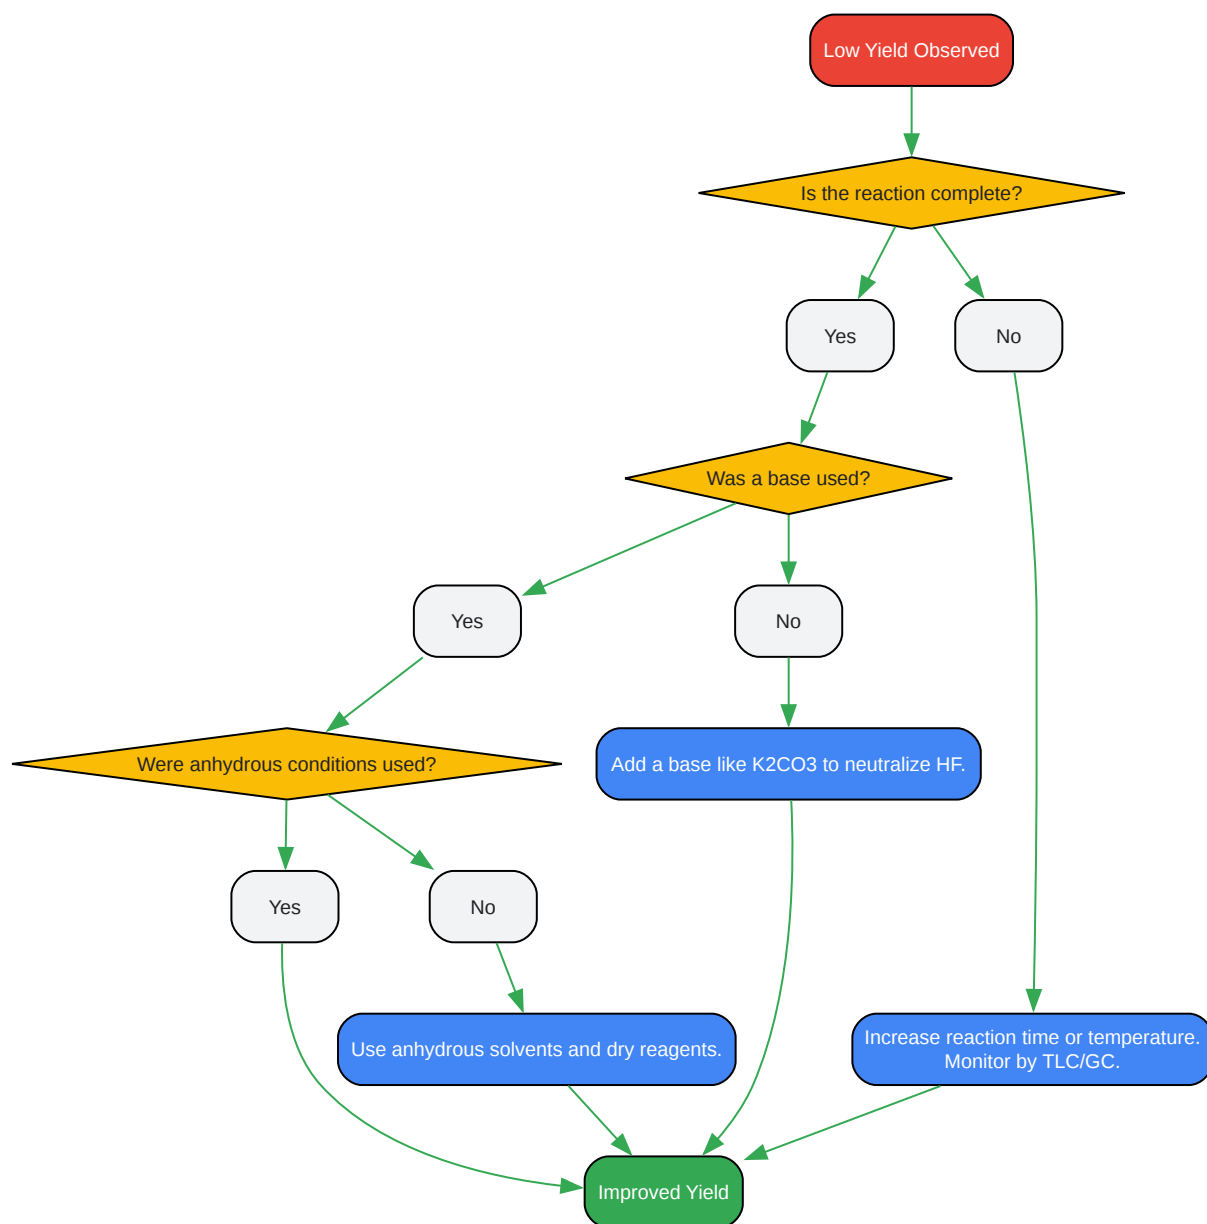 Low Yield Observed
Is the reaction complete?
Yes
No
Was a base used?
Yes
No
Were anhydrous conditions used?
Add a base like K2CO3 to neutralize HF.
Yes
No
Use anhydrous solvents and dry reagents.
Increase reaction time or temperature.
Monitor by TLC/GC.
Improved Yield